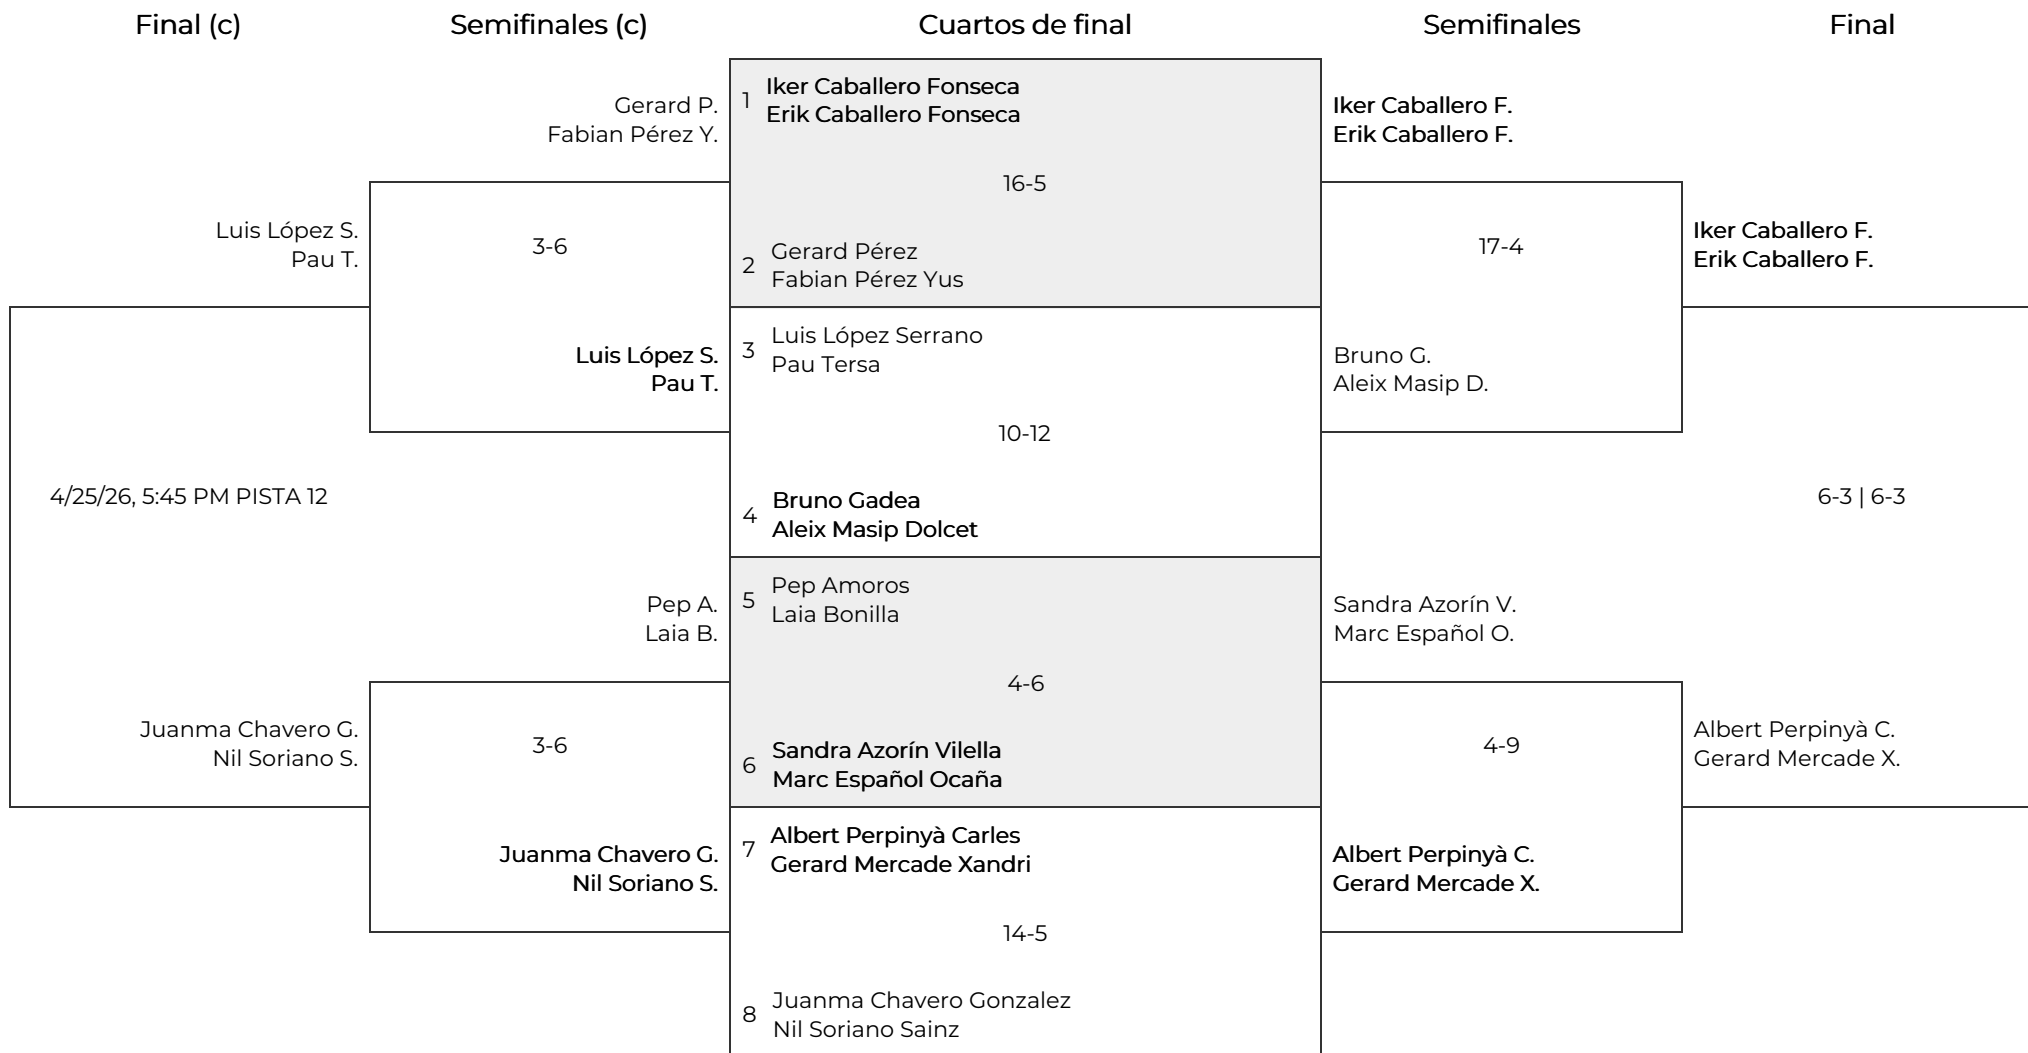 Final (c)
Semifinales (c)
Cuartos de final
Semifinales
Final
Gerard P.
Fabian Pérez Y.
3-6
Luis López S.
Pau T.
Luis López S.
Pau T.
4/25/26, 5:45 PM PISTA 12
Juanma Chavero G.
Nil Soriano S.
Pep A.
Laia B.
3-6
Juanma Chavero G.
Nil Soriano S.
1
Iker Caballero Fonseca
Erik Caballero Fonseca
16-5
2
Gerard Pérez
Fabian Pérez Yus
3
Luis López Serrano
Pau Tersa
10-12
4
Bruno Gadea
Aleix Masip Dolcet
5
Pep Amoros
Laia Bonilla
4-6
6
Sandra Azorín Vilella
Marc Español Ocaña
7
Albert Perpinyà Carles
Gerard Mercade Xandri
14-5
8
Juanma Chavero Gonzalez
Nil Soriano Sainz
Iker Caballero F.
Erik Caballero F.
17-4
Bruno G.
Aleix Masip D.
Sandra Azorín V.
Marc Español O.
4-9
Albert Perpinyà C.
Gerard Mercade X.
Iker Caballero F.
Erik Caballero F.
6-3 | 6-3
Albert Perpinyà C.
Gerard Mercade X.